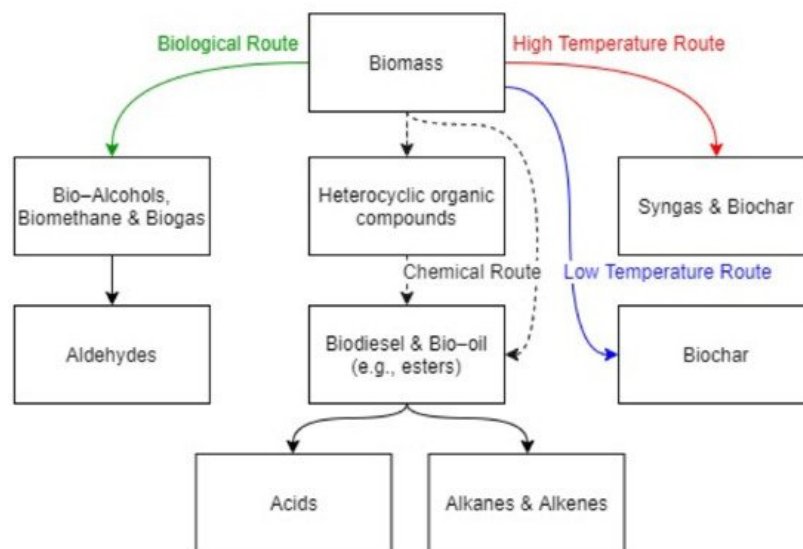 Biological Route
Biomass
High Temperature Route
Bio–Alcohols,
Biomethane & Biogas
Heterocyclic organic
compounds
Syngas & Biochar
Chemical Route
Low Temperature Route
Aldehydes
Biodiesel & Bio–oil
(e.g., esters)
Biochar
Acids
Alkanes & Alkenes